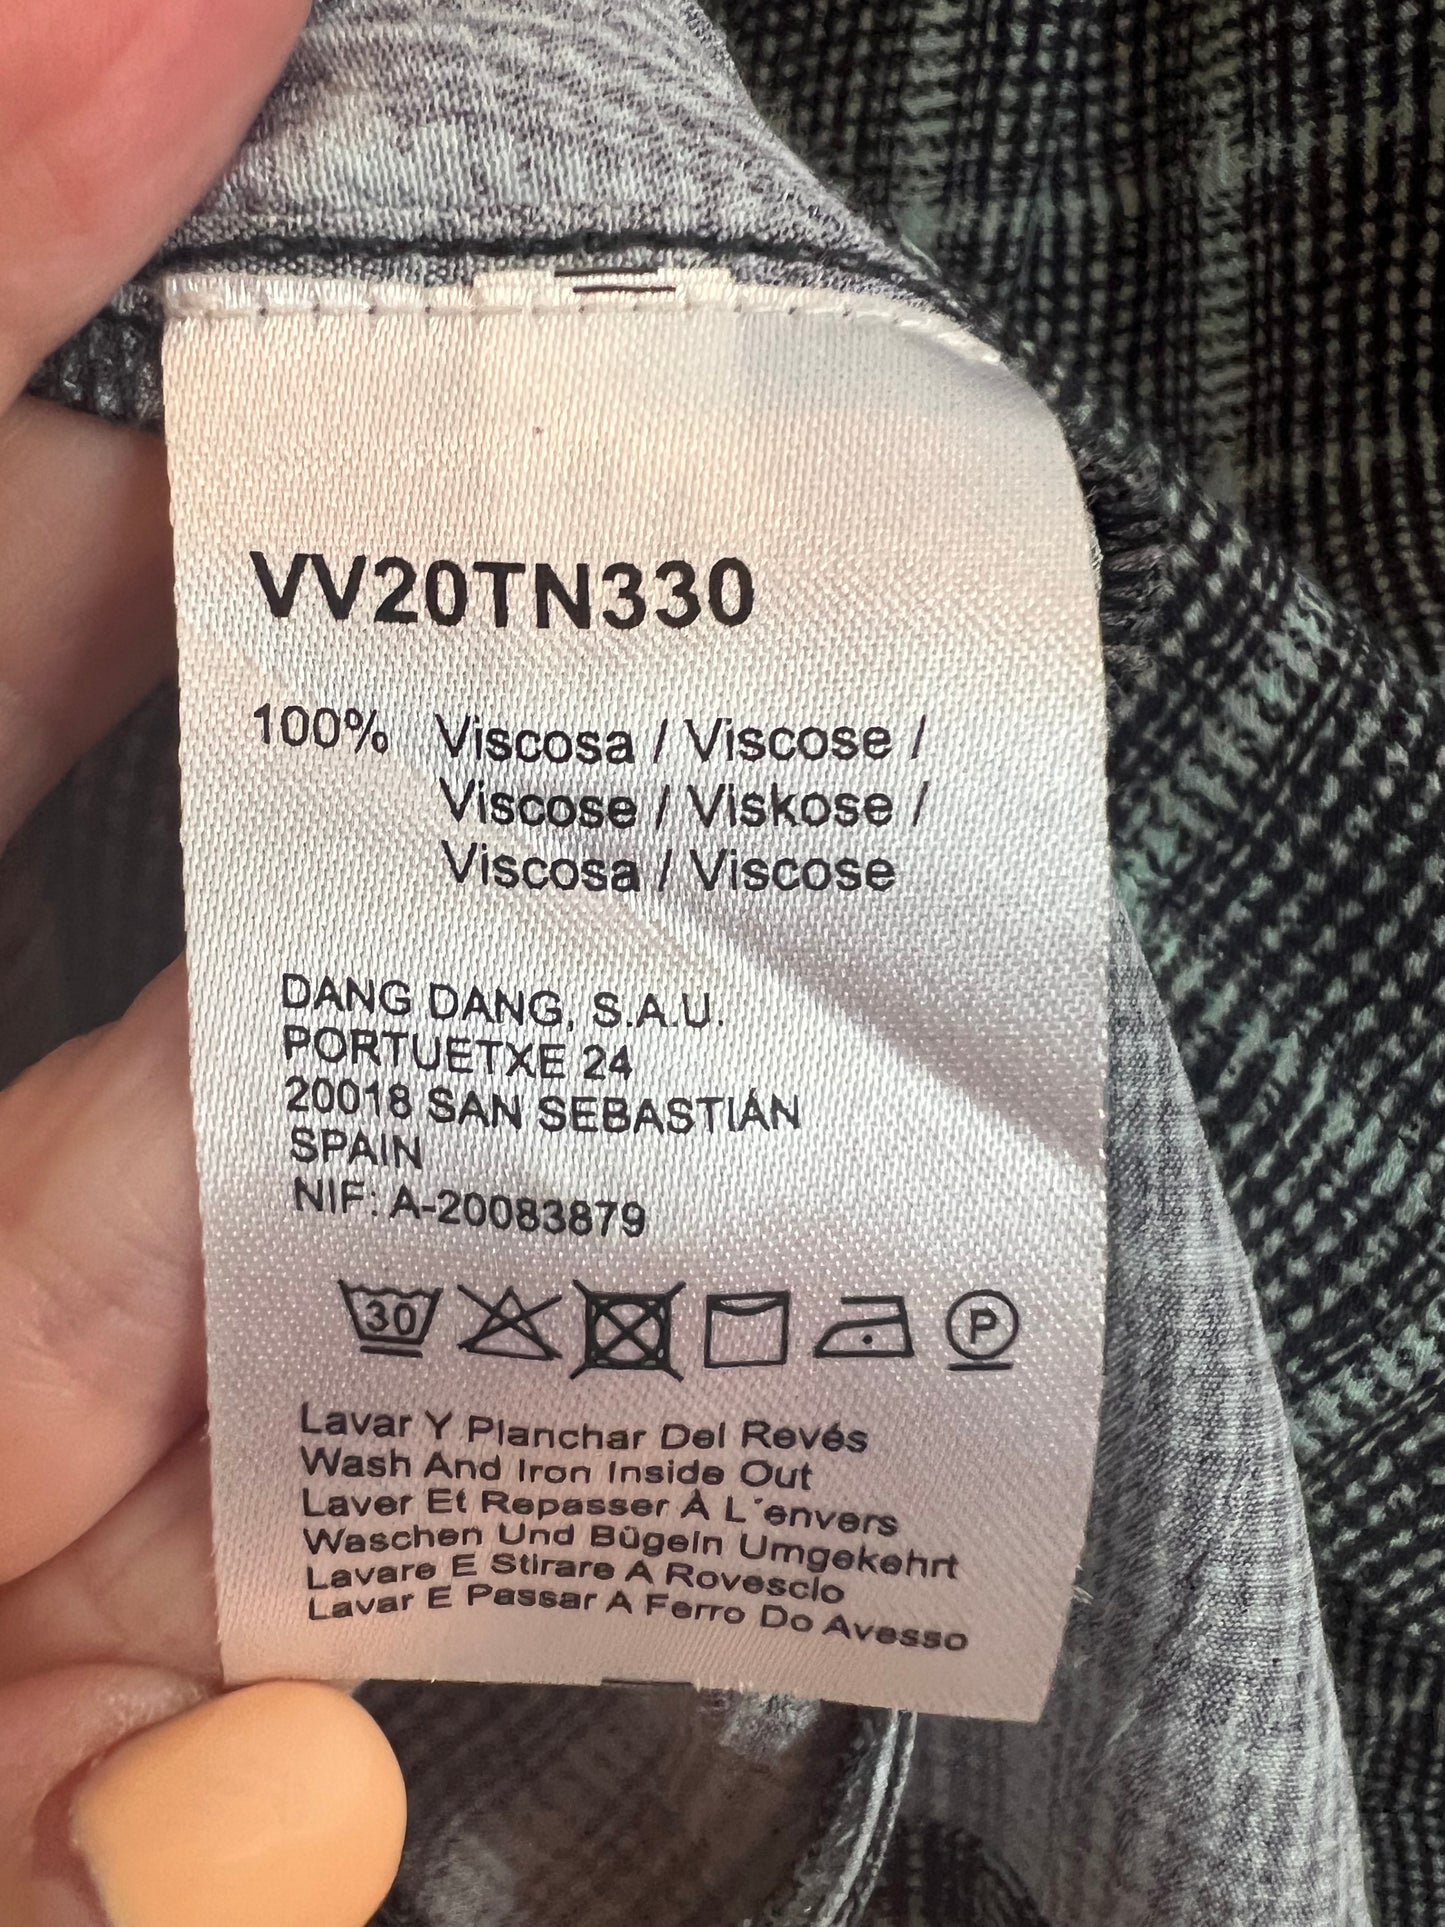 VV20TN330
100% Viscosa / Viscose /
Viscose / Viskose /
Viscosa / Viscose
DANG DANG, S.A.U.
PORTUETXE 24
20018 SAN SEBASTIÁN
SPAIN
NIF: A-20083879
30 P
Lavar Y Planchar Del Revés
Wash And Iron Inside Out
Laver Et Repasser À L´envers
Waschen Und Bügeln Umgekehrt
Lavare E Stirare A Rovescio
Lavar E Passar A Ferro Do Avesso